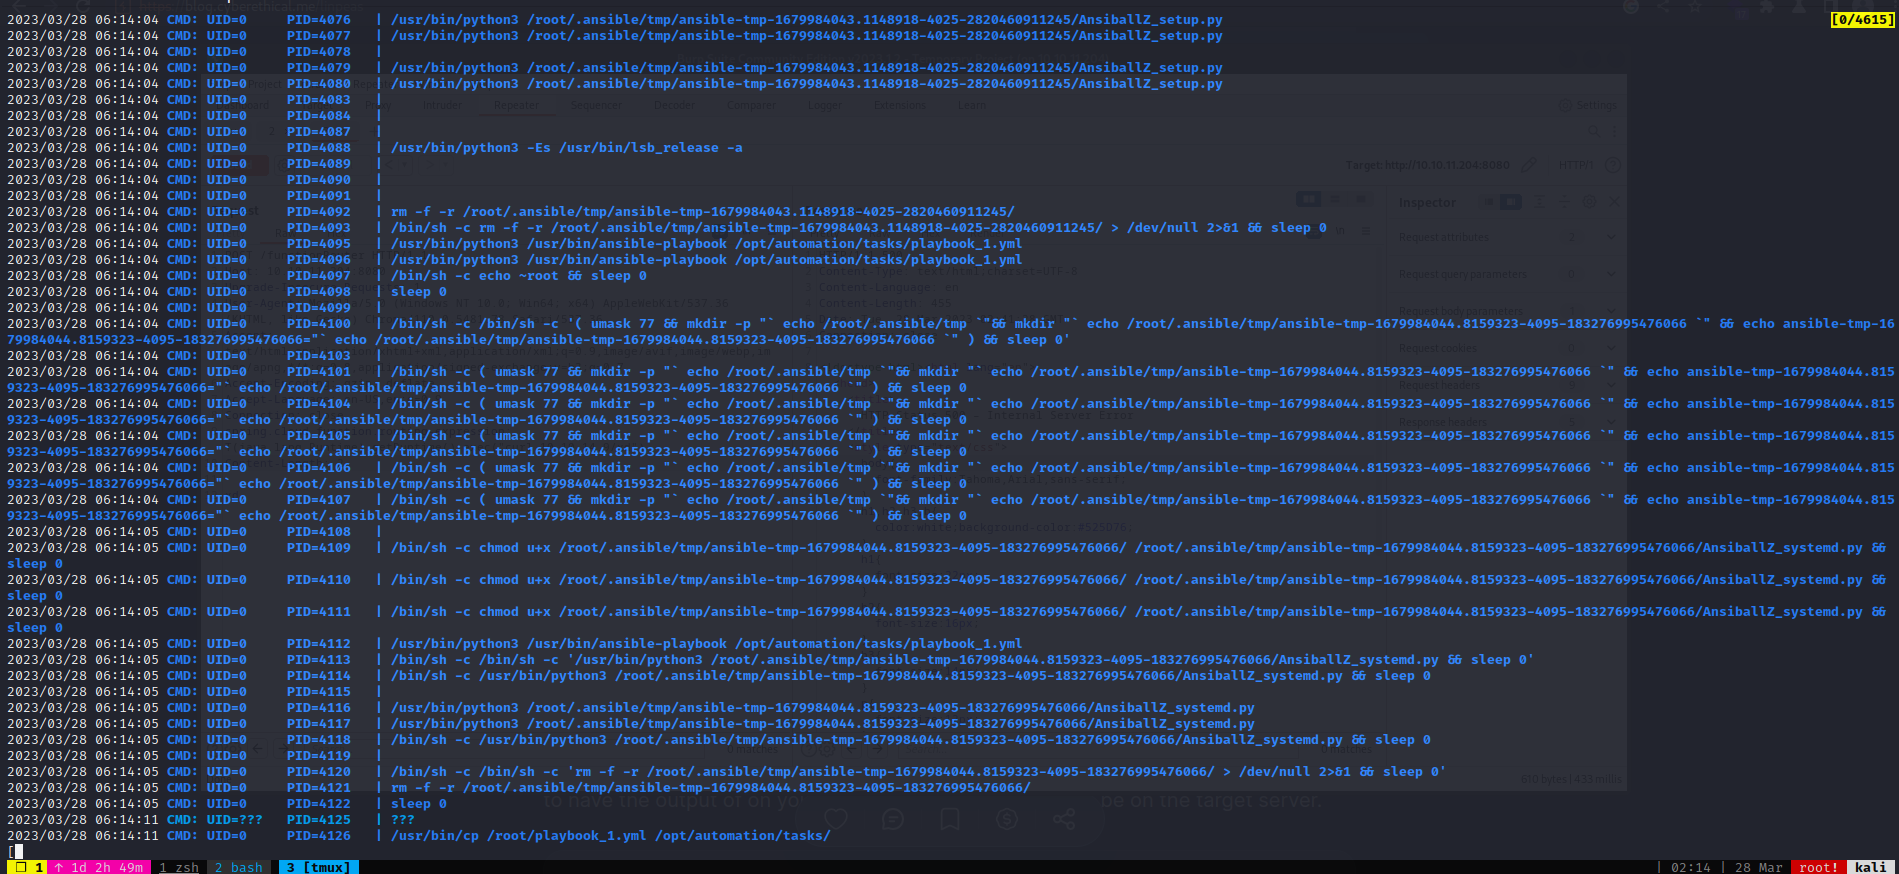 2023/03/28 06:14:04 CMD: UID=0     PID=4076   | /usr/bin/python3 /root/.ansible/tmp/ansible-tmp-1679984043.1148918-4025-2820460911245/AnsiballZ_setup.py [0/4615]
2023/03/28 06:14:04 CMD: UID=0     PID=4077   | /usr/bin/python3 /root/.ansible/tmp/ansible-tmp-1679984043.1148918-4025-2820460911245/AnsiballZ_setup.py
2023/03/28 06:14:04 CMD: UID=0     PID=4078   |
2023/03/28 06:14:04 CMD: UID=0     PID=4079   | /usr/bin/python3 /root/.ansible/tmp/ansible-tmp-1679984043.1148918-4025-2820460911245/AnsiballZ_setup.py
2023/03/28 06:14:04 CMD: UID=0     PID=4080   | /usr/bin/python3 /root/.ansible/tmp/ansible-tmp-1679984043.1148918-4025-2820460911245/AnsiballZ_setup.py
2023/03/28 06:14:04 CMD: UID=0     PID=4083   |
2023/03/28 06:14:04 CMD: UID=0     PID=4084   |
2023/03/28 06:14:04 CMD: UID=0     PID=4087   |
2023/03/28 06:14:04 CMD: UID=0     PID=4088   | /usr/bin/python3 -Es /usr/bin/lsb_release -a
2023/03/28 06:14:04 CMD: UID=0     PID=4089   |
2023/03/28 06:14:04 CMD: UID=0     PID=4090   |
2023/03/28 06:14:04 CMD: UID=0     PID=4091   |
2023/03/28 06:14:04 CMD: UID=0     PID=4092   | rm -f -r /root/.ansible/tmp/ansible-tmp-1679984043.1148918-4025-2820460911245/
2023/03/28 06:14:04 CMD: UID=0     PID=4093   | /bin/sh -c rm -f -r /root/.ansible/tmp/ansible-tmp-1679984043.1148918-4025-2820460911245/ > /dev/null 2>&1 && sleep 0
2023/03/28 06:14:04 CMD: UID=0     PID=4095   | /usr/bin/python3 /usr/bin/ansible-playbook /opt/automation/tasks/playbook_1.yml
2023/03/28 06:14:04 CMD: UID=0     PID=4096   | /usr/bin/python3 /usr/bin/ansible-playbook /opt/automation/tasks/playbook_1.yml
2023/03/28 06:14:04 CMD: UID=0     PID=4097   | /bin/sh -c echo ~root && sleep 0
2023/03/28 06:14:04 CMD: UID=0     PID=4098   | sleep 0
2023/03/28 06:14:04 CMD: UID=0     PID=4099   |
2023/03/28 06:14:04 CMD: UID=0     PID=4100   | /bin/sh -c /bin/sh -c '( umask 77 && mkdir -p "` echo /root/.ansible/tmp `"&& mkdir "` echo /root/.ansible/tmp/ansible-tmp-1679984044.8159323-4095-183276995476066 `" && echo ansible-tmp-16
79984044.8159323-4095-183276995476066="` echo /root/.ansible/tmp/ansible-tmp-1679984044.8159323-4095-183276995476066 `" ) && sleep 0'
2023/03/28 06:14:04 CMD: UID=0     PID=4103   |
2023/03/28 06:14:04 CMD: UID=0     PID=4101   | /bin/sh -c ( umask 77 && mkdir -p "` echo /root/.ansible/tmp `"&& mkdir "` echo /root/.ansible/tmp/ansible-tmp-1679984044.8159323-4095-183276995476066 `" && echo ansible-tmp-1679984044.815
9323-4095-183276995476066="` echo /root/.ansible/tmp/ansible-tmp-1679984044.8159323-4095-183276995476066 `" ) && sleep 0
2023/03/28 06:14:04 CMD: UID=0     PID=4104   | /bin/sh -c ( umask 77 && mkdir -p "` echo /root/.ansible/tmp `"&& mkdir "` echo /root/.ansible/tmp/ansible-tmp-1679984044.8159323-4095-183276995476066 `" && echo ansible-tmp-1679984044.815
9323-4095-183276995476066="` echo /root/.ansible/tmp/ansible-tmp-1679984044.8159323-4095-183276995476066 `" ) && sleep 0
2023/03/28 06:14:04 CMD: UID=0     PID=4105   | /bin/sh -c ( umask 77 && mkdir -p "` echo /root/.ansible/tmp `"&& mkdir "` echo /root/.ansible/tmp/ansible-tmp-1679984044.8159323-4095-183276995476066 `" && echo ansible-tmp-1679984044.815
9323-4095-183276995476066="` echo /root/.ansible/tmp/ansible-tmp-1679984044.8159323-4095-183276995476066 `" ) && sleep 0
2023/03/28 06:14:04 CMD: UID=0     PID=4106   | /bin/sh -c ( umask 77 && mkdir -p "` echo /root/.ansible/tmp `"&& mkdir "` echo /root/.ansible/tmp/ansible-tmp-1679984044.8159323-4095-183276995476066 `" && echo ansible-tmp-1679984044.815
9323-4095-183276995476066="` echo /root/.ansible/tmp/ansible-tmp-1679984044.8159323-4095-183276995476066 `" ) && sleep 0
2023/03/28 06:14:04 CMD: UID=0     PID=4107   | /bin/sh -c ( umask 77 && mkdir -p "` echo /root/.ansible/tmp `"&& mkdir "` echo /root/.ansible/tmp/ansible-tmp-1679984044.8159323-4095-183276995476066 `" && echo ansible-tmp-1679984044.815
9323-4095-183276995476066="` echo /root/.ansible/tmp/ansible-tmp-1679984044.8159323-4095-183276995476066 `" ) && sleep 0
2023/03/28 06:14:05 CMD: UID=0     PID=4108   |
2023/03/28 06:14:05 CMD: UID=0     PID=4109   | /bin/sh -c chmod u+x /root/.ansible/tmp/ansible-tmp-1679984044.8159323-4095-183276995476066/ /root/.ansible/tmp/ansible-tmp-1679984044.8159323-4095-183276995476066/AnsiballZ_systemd.py &&
sleep 0
2023/03/28 06:14:05 CMD: UID=0     PID=4110   | /bin/sh -c chmod u+x /root/.ansible/tmp/ansible-tmp-1679984044.8159323-4095-183276995476066/ /root/.ansible/tmp/ansible-tmp-1679984044.8159323-4095-183276995476066/AnsiballZ_systemd.py &&
sleep 0
2023/03/28 06:14:05 CMD: UID=0     PID=4111   | /bin/sh -c chmod u+x /root/.ansible/tmp/ansible-tmp-1679984044.8159323-4095-183276995476066/ /root/.ansible/tmp/ansible-tmp-1679984044.8159323-4095-183276995476066/AnsiballZ_systemd.py &&
sleep 0
2023/03/28 06:14:05 CMD: UID=0     PID=4112   | /usr/bin/python3 /usr/bin/ansible-playbook /opt/automation/tasks/playbook_1.yml
2023/03/28 06:14:05 CMD: UID=0     PID=4113   | /bin/sh -c /bin/sh -c '/usr/bin/python3 /root/.ansible/tmp/ansible-tmp-1679984044.8159323-4095-183276995476066/AnsiballZ_systemd.py && sleep 0'
2023/03/28 06:14:05 CMD: UID=0     PID=4114   | /bin/sh -c /usr/bin/python3 /root/.ansible/tmp/ansible-tmp-1679984044.8159323-4095-183276995476066/AnsiballZ_systemd.py && sleep 0
2023/03/28 06:14:05 CMD: UID=0     PID=4115   |
2023/03/28 06:14:05 CMD: UID=0     PID=4116   | /usr/bin/python3 /root/.ansible/tmp/ansible-tmp-1679984044.8159323-4095-183276995476066/AnsiballZ_systemd.py
2023/03/28 06:14:05 CMD: UID=0     PID=4117   | /usr/bin/python3 /root/.ansible/tmp/ansible-tmp-1679984044.8159323-4095-183276995476066/AnsiballZ_systemd.py
2023/03/28 06:14:05 CMD: UID=0     PID=4118   | /bin/sh -c /usr/bin/python3 /root/.ansible/tmp/ansible-tmp-1679984044.8159323-4095-183276995476066/AnsiballZ_systemd.py && sleep 0
2023/03/28 06:14:05 CMD: UID=0     PID=4119   |
2023/03/28 06:14:05 CMD: UID=0     PID=4120   | /bin/sh -c /bin/sh -c 'rm -f -r /root/.ansible/tmp/ansible-tmp-1679984044.8159323-4095-183276995476066/ > /dev/null 2>&1 && sleep 0'
2023/03/28 06:14:05 CMD: UID=0     PID=4121   | rm -f -r /root/.ansible/tmp/ansible-tmp-1679984044.8159323-4095-183276995476066/
2023/03/28 06:14:05 CMD: UID=0     PID=4122   | sleep 0
2023/03/28 06:14:11 CMD: UID=???   PID=4125   | ???
2023/03/28 06:14:11 CMD: UID=0     PID=4126   | /usr/bin/cp /root/playbook_1.yml /opt/automation/tasks/
[
❐ 1 ↑ 1d 2h 49m 1 zsh 2 bash 3 [tmux] | 02:14 | 28 Mar root! kali